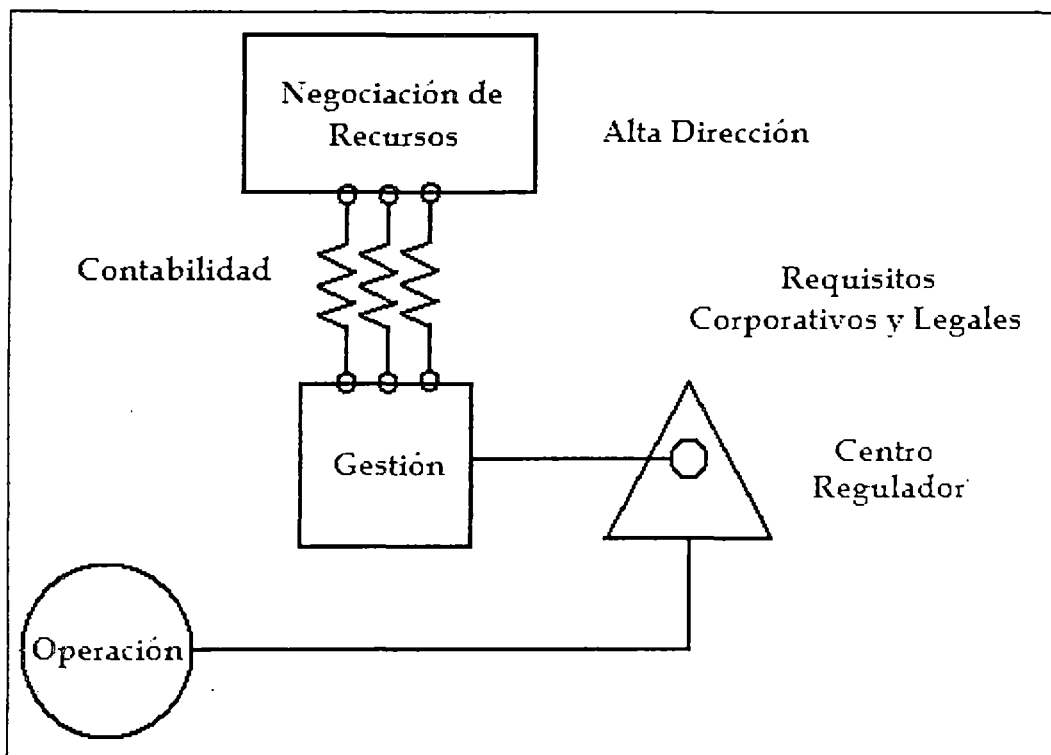 Negociación de
Recursos
Alta Dirección
Contabilidad
Requisitos
Corporativos y Legales
Gestión
Centro
Regulador
Operación